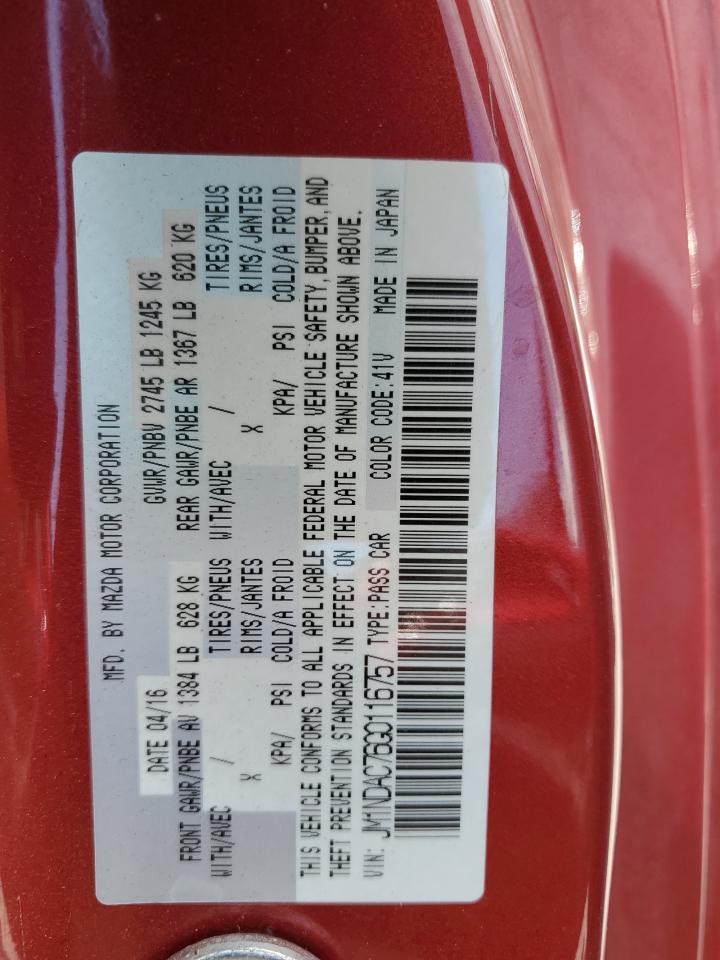 MFD. BY MAZDA MOTOR CORPORATION
DATE 04/16 GVWR/PNBV 2745 LB 1245 KG
FRONT GAWR/PNBE AV 1384 LB 628 KG REAR GAWR/PNBE AR 1367 LB 620 KG
WITH/AVEC / TIRES/PNEUS WITH/AVEC / TIRES/PNEUS
X RIMS/JANTES X RIMS/JANTES
KPA/ PSI COLD/A FROID KPA/ PSI COLD/A FROID
THIS VEHICLE CONFORMS TO ALL APPLICABLE FEDERAL MOTOR VEHICLE SAFETY, BUMPER, AND
THEFT PREVENTION STANDARDS IN EFFECT ON THE DATE OF MANUFACTURE SHOWN ABOVE.
VIN: JM1NDAC76G0116757 TYPE:PASS CAR COLOR CODE:41V MADE IN JAPAN